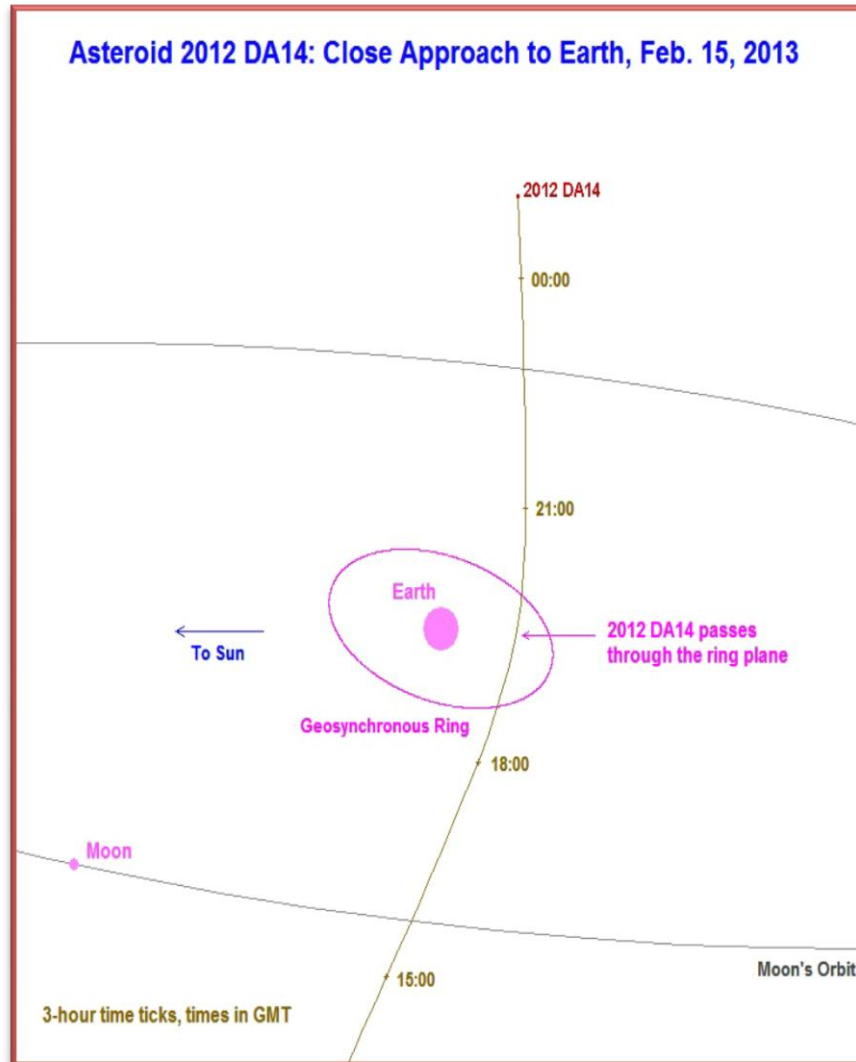 Asteroid 2012 DA14: Close Approach to Earth, Feb. 15, 2013
2012 DA14
00:00
21:00
Earth
2012 DA14 passes
through the ring plane
To Sun
Geosynchronous Ring
18:00
Moon
Moon's Orbit
15:00
3-hour time ticks, times in GMT